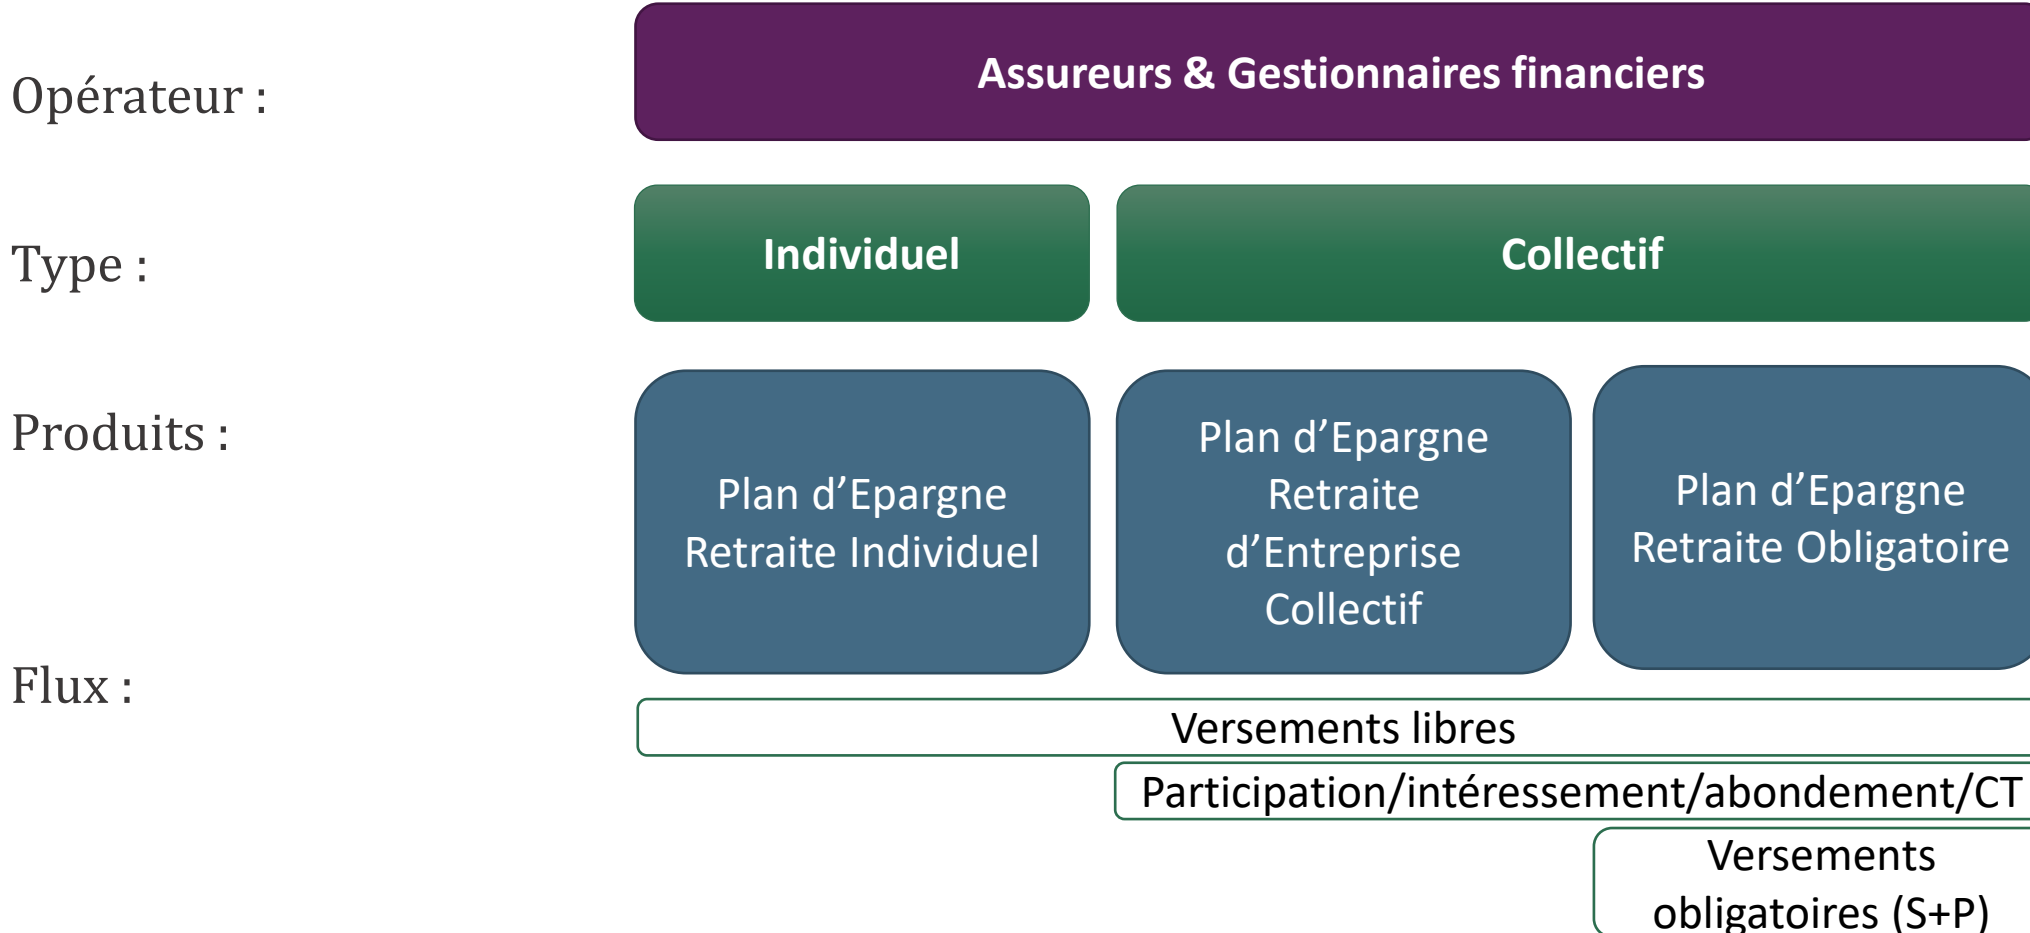 Opérateur :
Assureurs & Gestionnaires financiers
Type :
Individuel
Collectif
Produits :
Plan d’Epargne
Retraite Individuel
Plan d’Epargne
Retraite
d’Entreprise
Collectif
Plan d’Epargne
Retraite Obligatoire
Flux :
Versements libres
Participation/intéressement/abondement/CT
Versements
obligatoires (S+P)